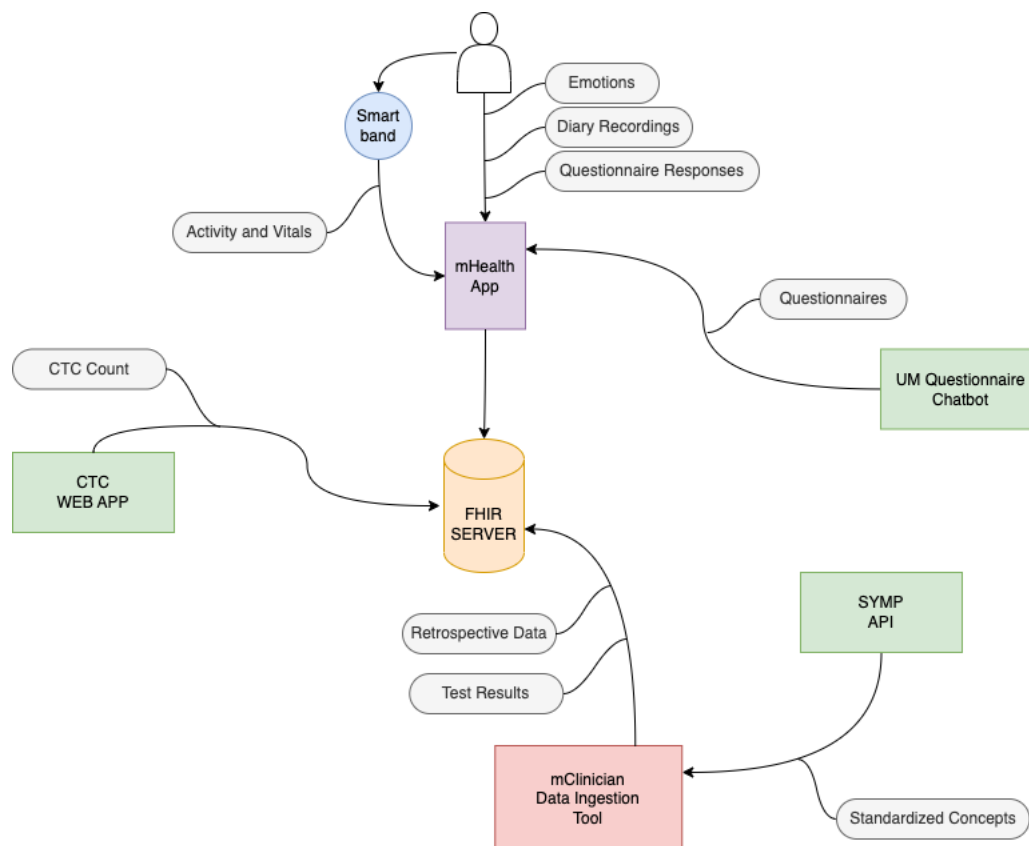 Emotions
Smart
band
Diary Recordings
Questionnaire Responses
Activity and Vitals
mHealth
App
Questionnaires
CTC Count
UM Questionnaire
Chatbot
CTC
WEB APP
FHIR
SERVER
SYMP
API
Retrospective Data
Test Results
mClinician
Data Ingestion
Tool
Standardized Concepts